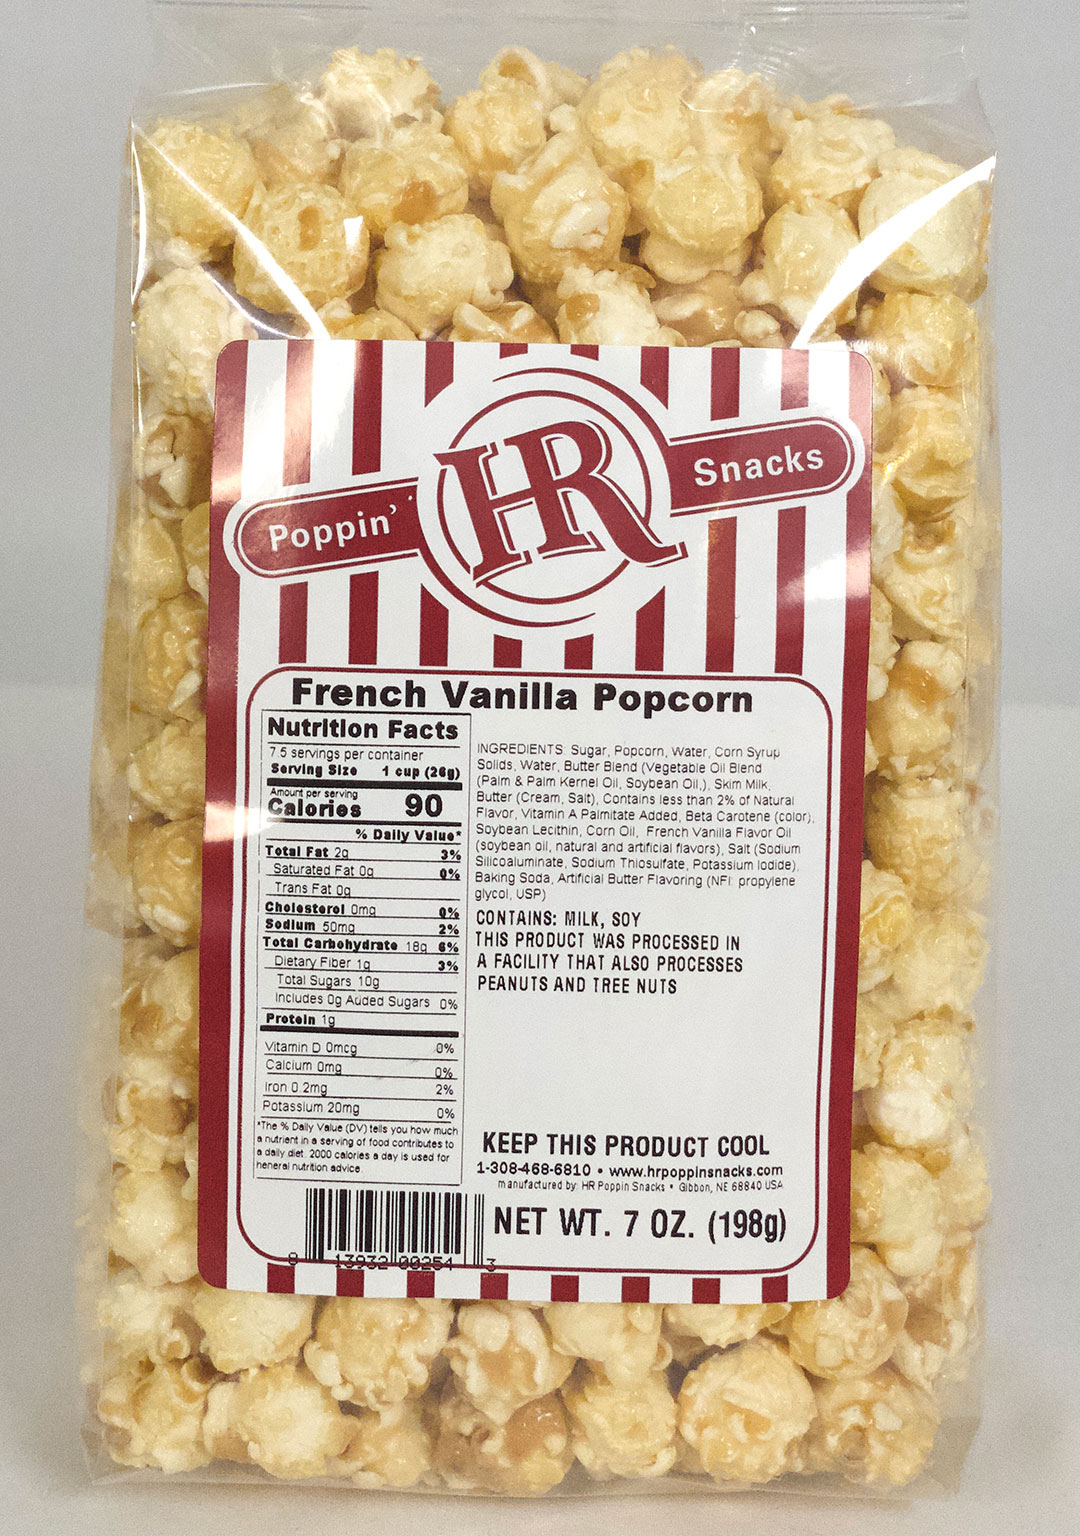 Poppin'
HR
Snacks
French Vanilla Popcorn
Nutrition Facts
7.5 servings per container
Serving Size 1 cup (26g)
Amount per serving
Calories 90
% Daily Value*
Total Fat 2g 3%
Saturated Fat 0g 0%
Trans Fat 0g
Cholesterol 0mg 0%
Sodium 50mg 2%
Total Carbohydrate 18g 6%
Dietary Fiber 1g 3%
Total Sugars 10g
Includes 0g Added Sugars 0%
Protein 1g
Vitamin D 0mcg 0%
Calcium 0mg 0%
Iron 0.2mg 2%
Potassium 20mg 0%
*The % Daily Value (DV) tells you how much
a nutrient in a serving of food contributes to
a daily diet. 2000 calories a day is used for
heneral nutrition advice
INGREDIENTS: Sugar, Popcorn, Water, Corn Syrup
Solids, Water, Butter Blend (Vegetable Oil Blend
(Palm & Palm Kernel Oil, Soybean Oil,), Skim Milk,
Butter (Cream, Salt), Contains less than 2% of Natural
Flavor, Vitamin A Palmitate Added, Beta Carotene (color),
Soybean Lecithin, Corn Oil, French Vanilla Flavor Oil
(soybean oil, natural and artificial flavors), Salt (Sodium
Silicoaluminate, Sodium Thiosulfate, Potassium Iodide),
Baking Soda, Artificial Butter Flavoring (NFI: propylene
glycol, USP)
CONTAINS: MILK, SOY
THIS PRODUCT WAS PROCESSED IN
A FACILITY THAT ALSO PROCESSES
PEANUTS AND TREE NUTS
KEEP THIS PRODUCT COOL
1-308-468-6810 • www.hrpoppinsnacks.com
manufactured by: HR Poppin Snacks • Gibbon, NE 68840 USA
NET WT. 7 OZ. (198g)
8 13932 00254 3